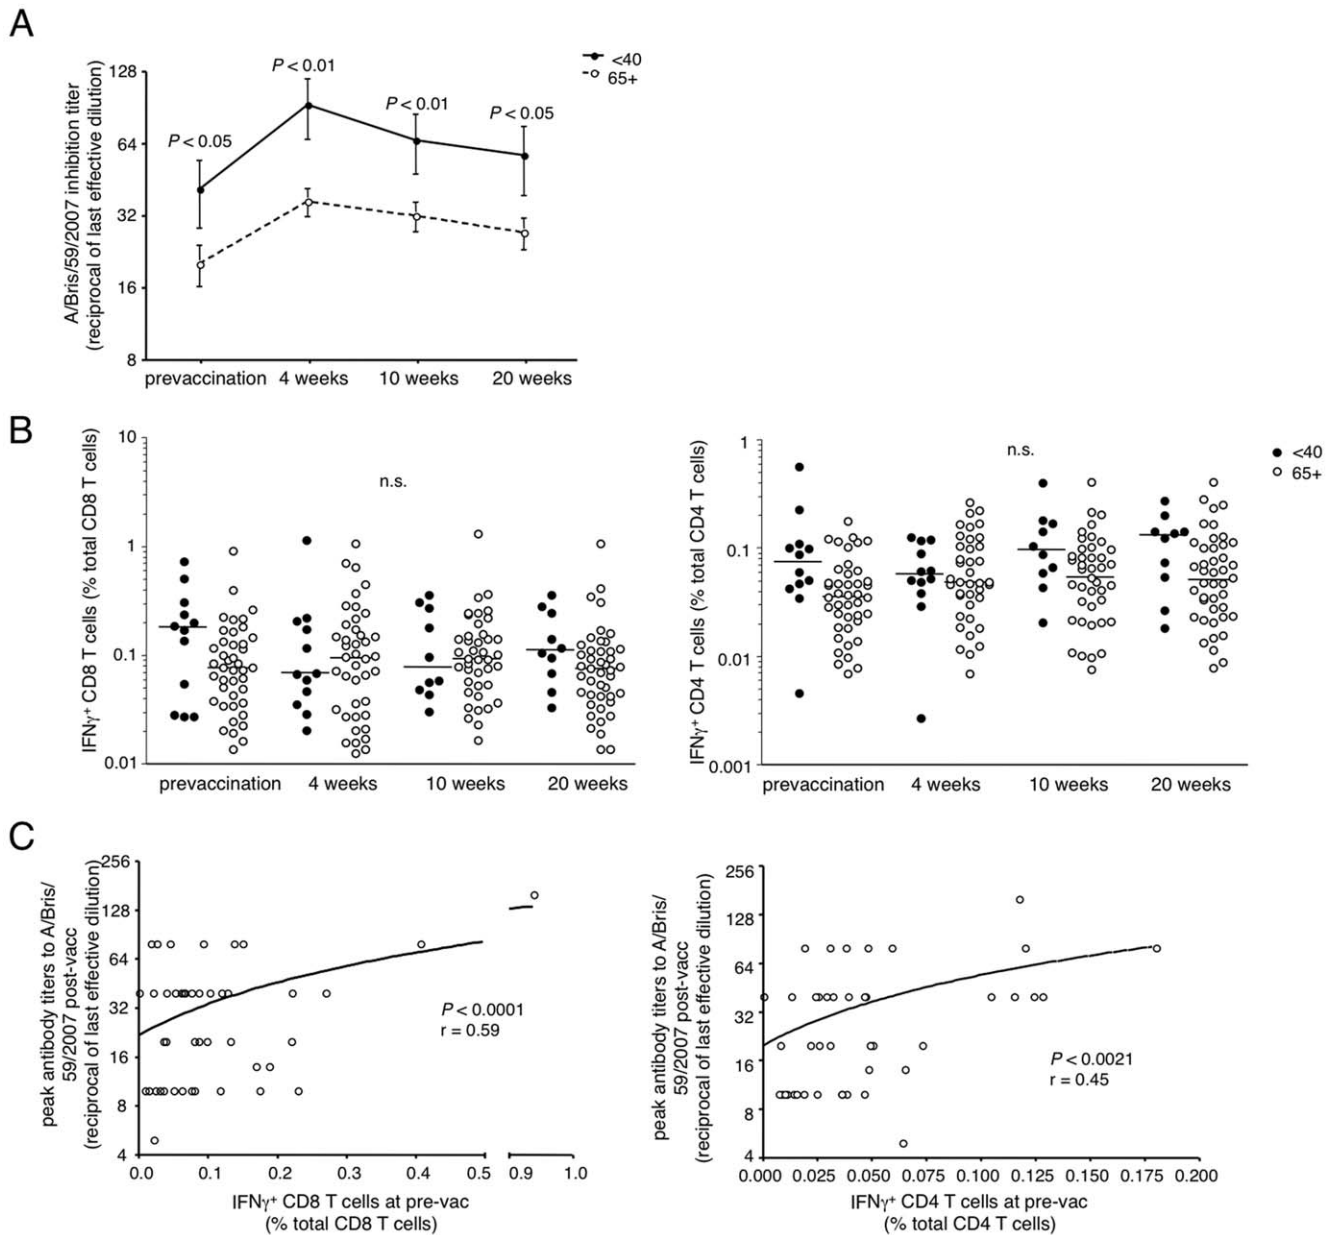 A
A/Bris/59/2007 inhibition titer
(reciprocal of last effective dilution)
128
64
32
16
8
P < 0.05
P < 0.01
P < 0.01
P < 0.05
<40
65+
prevaccination 4 weeks 10 weeks 20 weeks
B
IFNγ+ CD8 T cells (% total CD8 T cells)
10
1
0.1
0.01
n.s.
prevaccination 4 weeks 10 weeks 20 weeks
IFNγ+ CD4 T cells (% total CD4 T cells)
1
0.1
0.01
0.001
n.s.
<40
65+
prevaccination 4 weeks 10 weeks 20 weeks
C
peak antibody titers to A/Bris/
59/2007 post-vacc
(reciprocal of last effective dilution)
256
128
64
32
16
8
4
P < 0.0001
r = 0.59
0.0 0.1 0.2 0.3 0.4 0.5 0.9 1.0
IFNγ+ CD8 T cells at pre-vac
(% total CD8 T cells)
peak antibody titers to A/Bris/
59/2007 post-vacc
(reciprocal of last effective dilution)
256
128
64
32
16
8
4
P < 0.0021
r = 0.45
0.000 0.025 0.050 0.075 0.100 0.125 0.150 0.175 0.200
IFNγ+ CD4 T cells at pre-vac
(% total CD4 T cells)